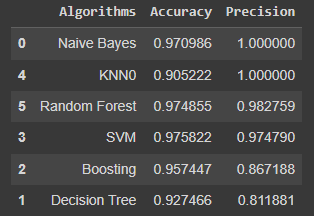 Algorithms Accuracy Precision
0 Naive Bayes 0.970986 1.000000
4 KNN0 0.905222 1.000000
5 Random Forest 0.974855 0.982759
3 SVM 0.975822 0.974790
2 Boosting 0.957447 0.867188
1 Decision Tree 0.927466 0.811881